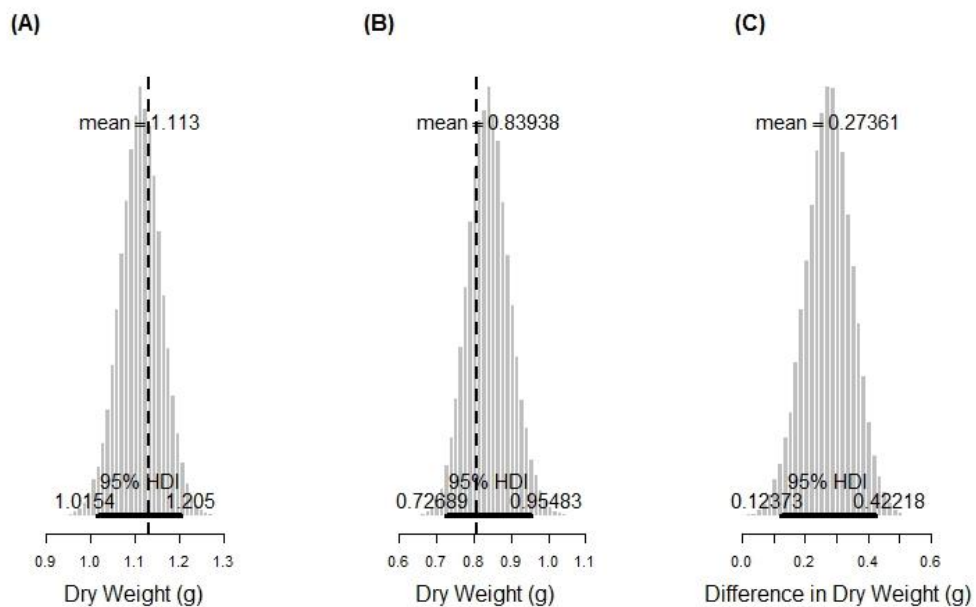 (A) (B) (C)
mean = 1.113 mean = 0.83938 mean = 0.27361
95% HDI 95% HDI 95% HDI
1.0154 1.205 0.72689 0.95483 0.12373 0.42218
0.9 1.0 1.1 1.2 1.3 0.6 0.7 0.8 0.9 1.0 1.1 0.0 0.2 0.4 0.6
Dry Weight (g) Dry Weight (g) Difference in Dry Weight (g)